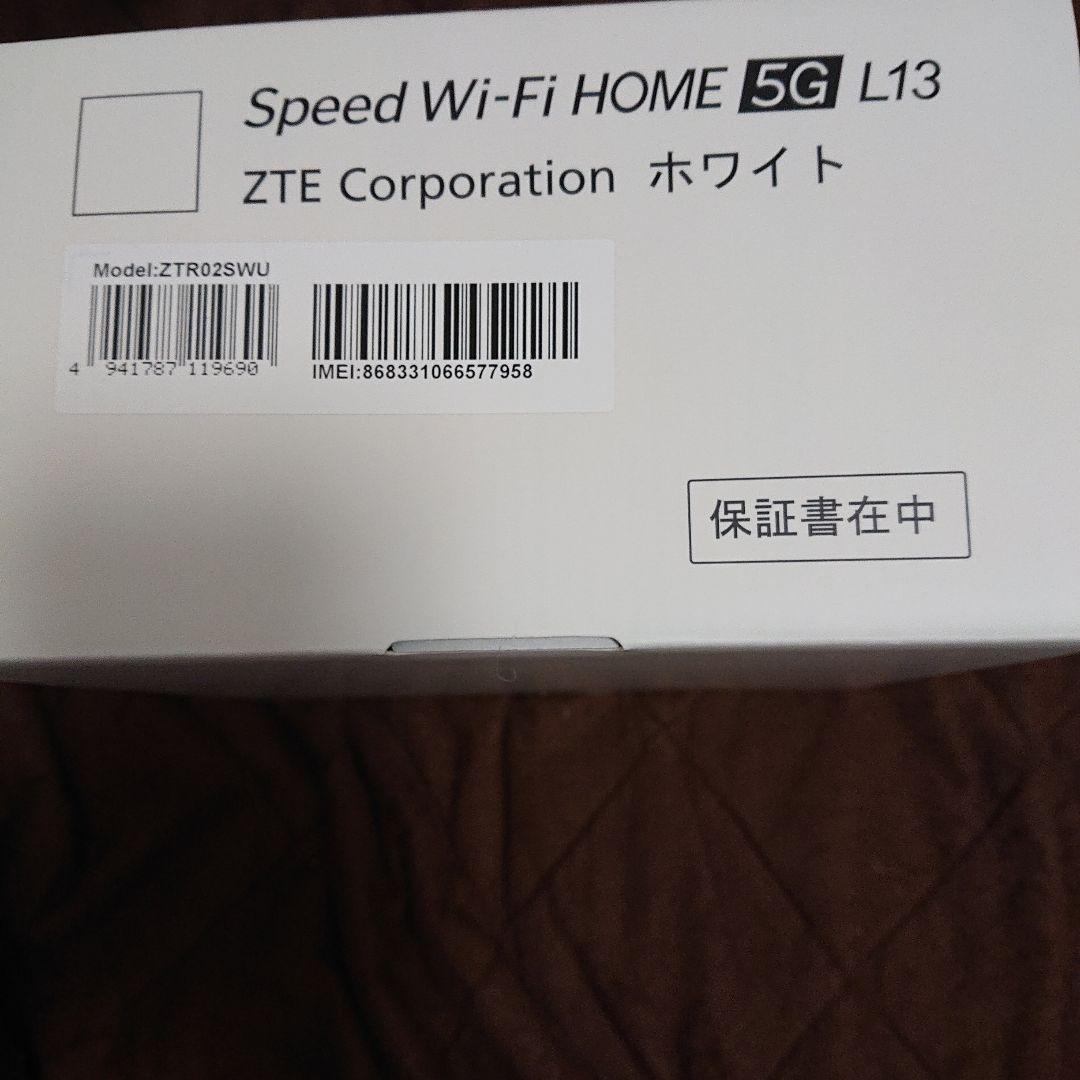 Speed Wi-Fi HOME 5G L13
ZTE Corporation ホワイト
Model:ZTR02SWU
4 941787 119690
IMEI:868331066577958
保証書在中